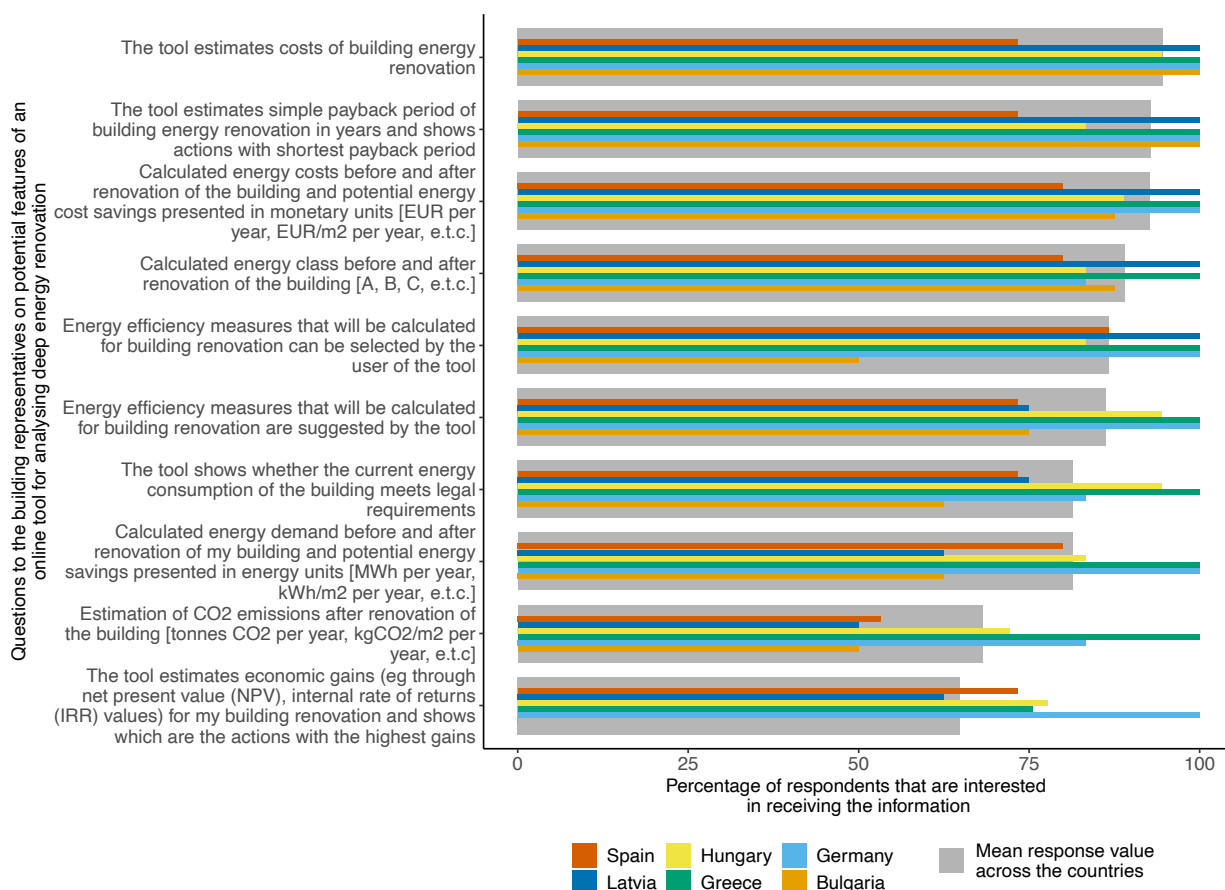 Questions to the building representatives on potential features of an
online tool for analysing deep energy renovation
The tool estimates costs of building energy
renovation
The tool estimates simple payback period of
building energy renovation in years and shows
actions with shortest payback period
Calculated energy costs before and after
renovation of the building and potential energy
cost savings presented in monetary units [EUR per
year, EUR/m2 per year, e.t.c.]
Calculated energy class before and after
renovation of the building [A, B, C, e.t.c.]
Energy efficiency measures that will be calculated
for building renovation can be selected by the
user of the tool
Energy efficiency measures that will be calculated
for building renovation are suggested by the tool
The tool shows whether the current energy
consumption of the building meets legal
requirements
Calculated energy demand before and after
renovation of my building and potential energy
savings presented in energy units [MWh per year,
kWh/m2 per year, e.t.c.]
Estimation of CO2 emissions after renovation of
the building [tonnes CO2 per year, kgCO2/m2 per
year, e.t.c]
The tool estimates economic gains (eg through
net present value (NPV), internal rate of returns
(IRR) values) for my building renovation and shows
which are the actions with the highest gains
0 25 50 75 100
Percentage of respondents that are interested
in receiving the information
Spain Hungary Germany
Latvia Greece Bulgaria
Mean response value
across the countries